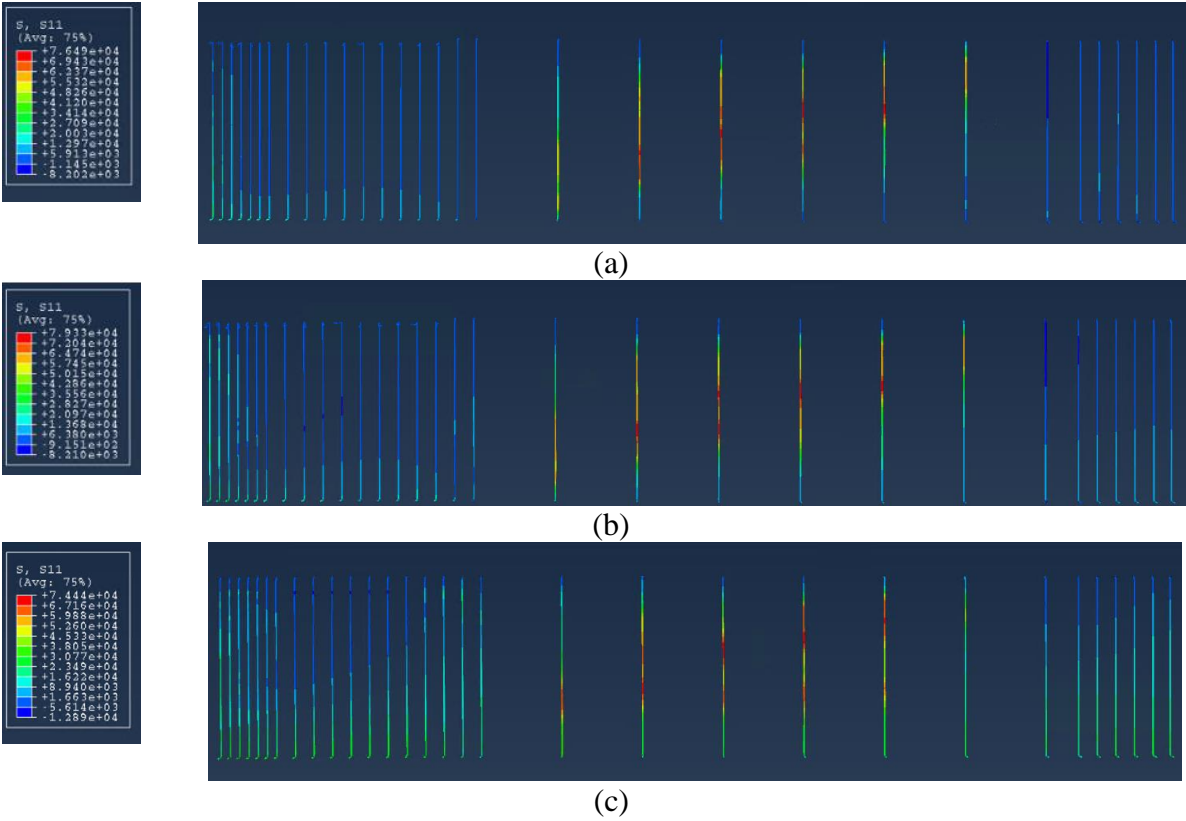 S, S11
(Avg: 75%)
+7.649e+04
+6.943e+04
+6.237e+04
+5.532e+04
+4.826e+04
+4.120e+04
+3.414e+04
+2.709e+04
+2.003e+04
+1.297e+04
+5.913e+03
-1.145e+03
-8.202e+03
(a)
S, S11
(Avg: 75%)
+7.933e+04
+7.204e+04
+6.474e+04
+5.745e+04
+5.015e+04
+4.286e+04
+3.556e+04
+2.827e+04
+2.097e+04
+1.368e+04
+6.380e+03
-9.151e+02
-8.210e+03
(b)
S, S11
(Avg: 75%)
+7.444e+04
+6.716e+04
+5.988e+04
+5.260e+04
+4.533e+04
+3.805e+04
+3.077e+04
+2.349e+04
+1.622e+04
+8.940e+03
+1.663e+03
-5.614e+03
-1.289e+04
(c)